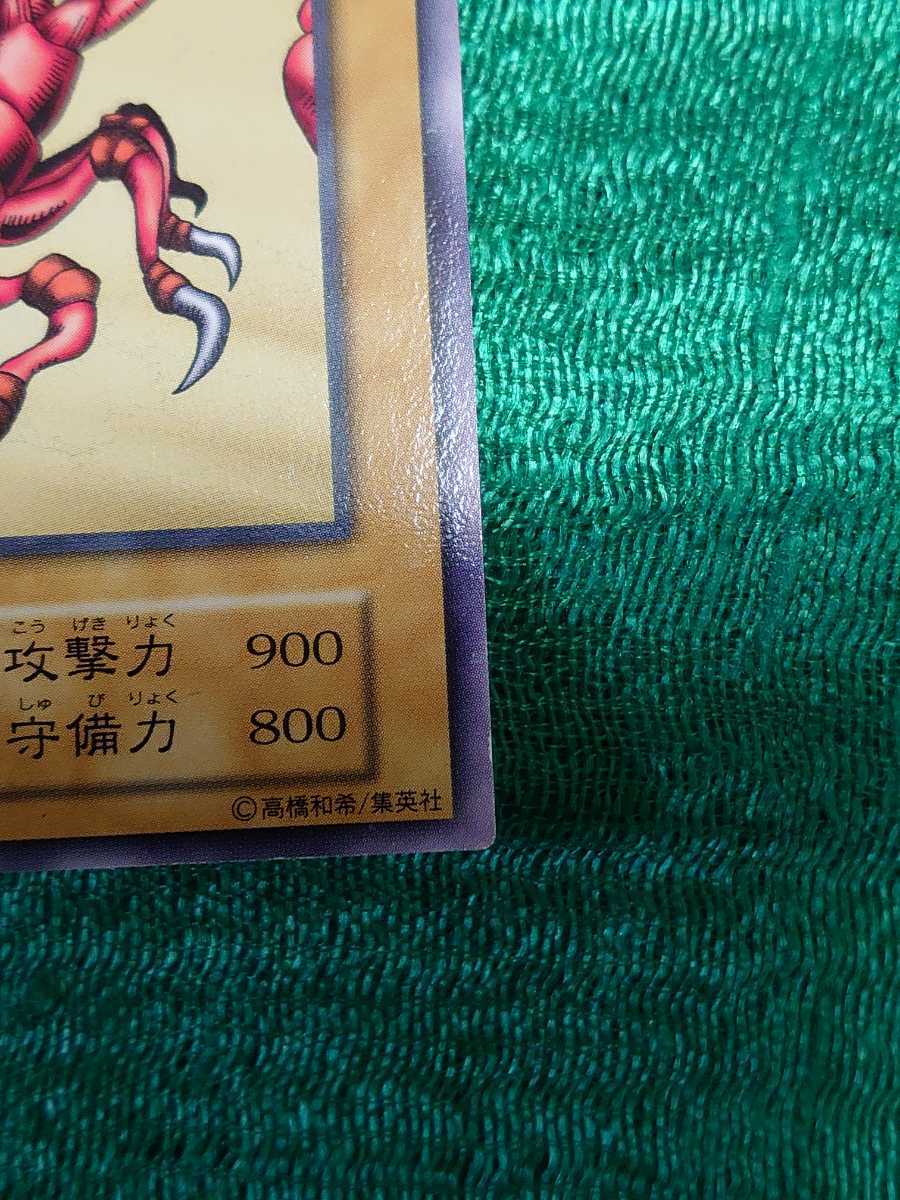 こう げき りょく
攻撃力 900
しゅ び りょく
守備力 800
©高橋和希/集英社